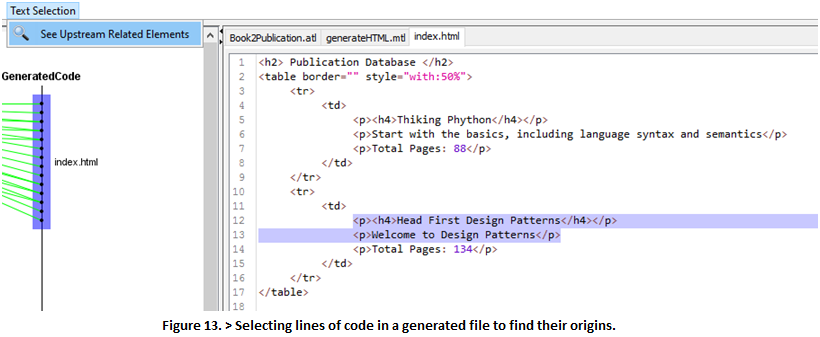 Text Selection
See Upstream Related Elements
GeneratedCode
index.html
Book2Publication.atl generateHTML.mtl index.html
1 <h2> Publication Database </h2>
2 <table border="" style="with:50%">
3 <tr>
4 <td>
5 <p><h4>Thiking Phython</h4></p>
6 <p>Start with the basics, including language syntax and semantics</p>
7 <p>Total Pages: 88</p>
8 </td>
9 </tr>
10 <tr>
11 <td>
12 <p><h4>Head First Design Patterns</h4></p>
13 <p>Welcome to Design Patterns</p>
14 <p>Total Pages: 134</p>
15 </td>
16 </tr>
17 </table>
18
Figure 13. > Selecting lines of code in a generated file to find their origins.